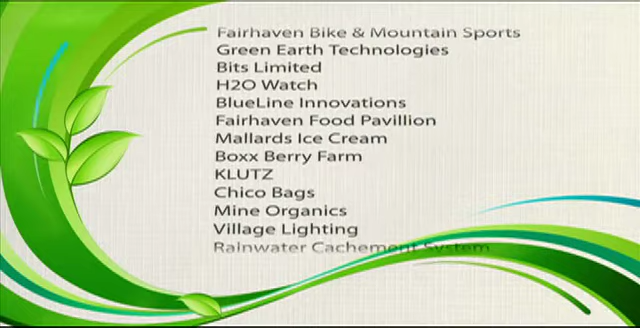 Fairhaven Bike & Mountain Sports
Green Earth Technologies
Bits Limited
H2O Watch
BlueLine Innovations
Fairhaven Food Pavillion
Mallards Ice Cream
Boxx Berry Farm
KLUTZ
Chico Bags
Mine Organics
Village Lighting
Rainwater Cachement System